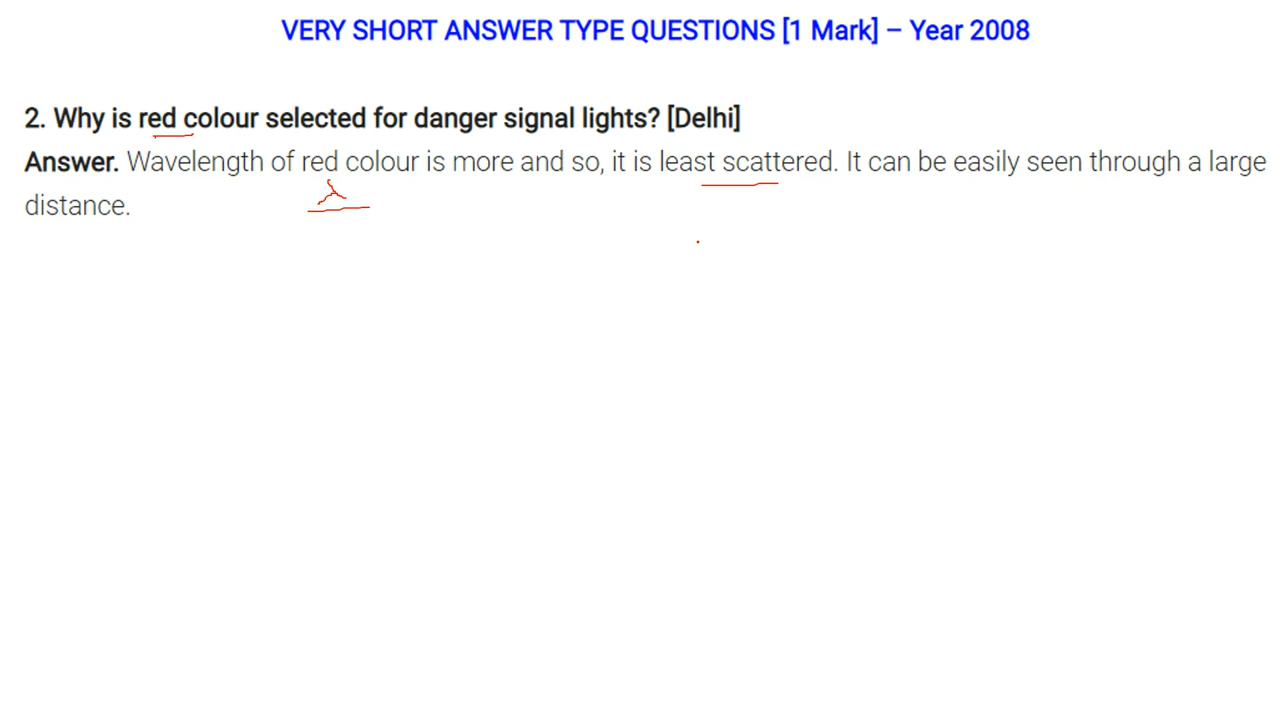 VERY SHORT ANSWER TYPE QUESTIONS [1 Mark] – Year 2008
2. Why is red colour selected for danger signal lights? [Delhi]
Answer. Wavelength of red colour is more and so, it is least scattered. It can be easily seen through a large
distance.
λ